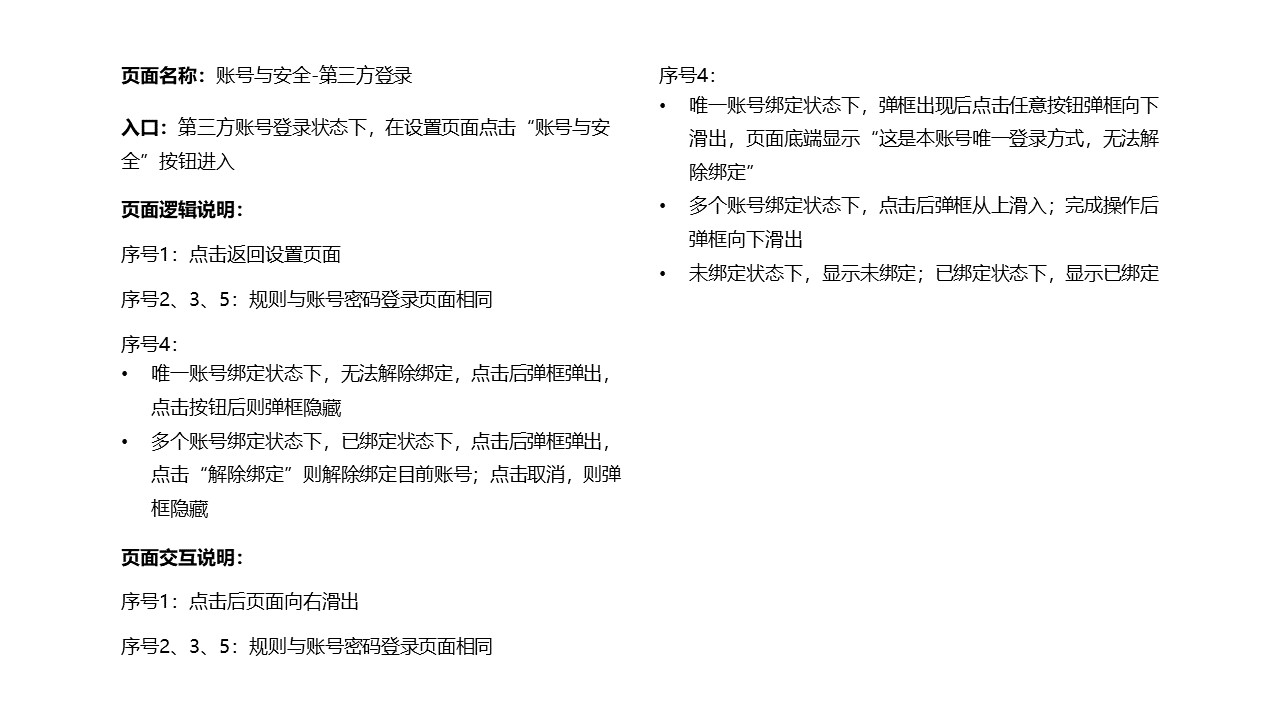 页面名称：账号与安全-第三方登录
入口：第三方账号登录状态下，在设置页面点击“账号与安
全”按钮进入
页面逻辑说明：
序号1：点击返回设置页面
序号2、3、5：规则与账号密码登录页面相同
序号4：
• 唯一账号绑定状态下，无法解除绑定，点击后弹框弹出，
点击按钮后则弹框隐藏
• 多个账号绑定状态下，已绑定状态下，点击后弹框弹出，
点击“解除绑定”则解除绑定目前账号；点击取消，则弹
框隐藏
页面交互说明：
序号1：点击后页面向右滑出
序号2、3、5：规则与账号密码登录页面相同
序号4：
• 唯一账号绑定状态下，弹框出现后点击任意按钮弹框向下
滑出，页面底端显示“这是本账号唯一登录方式，无法解
除绑定”
• 多个账号绑定状态下，点击后弹框从上滑入；完成操作后
弹框向下滑出
• 未绑定状态下，显示未绑定；已绑定状态下，显示已绑定